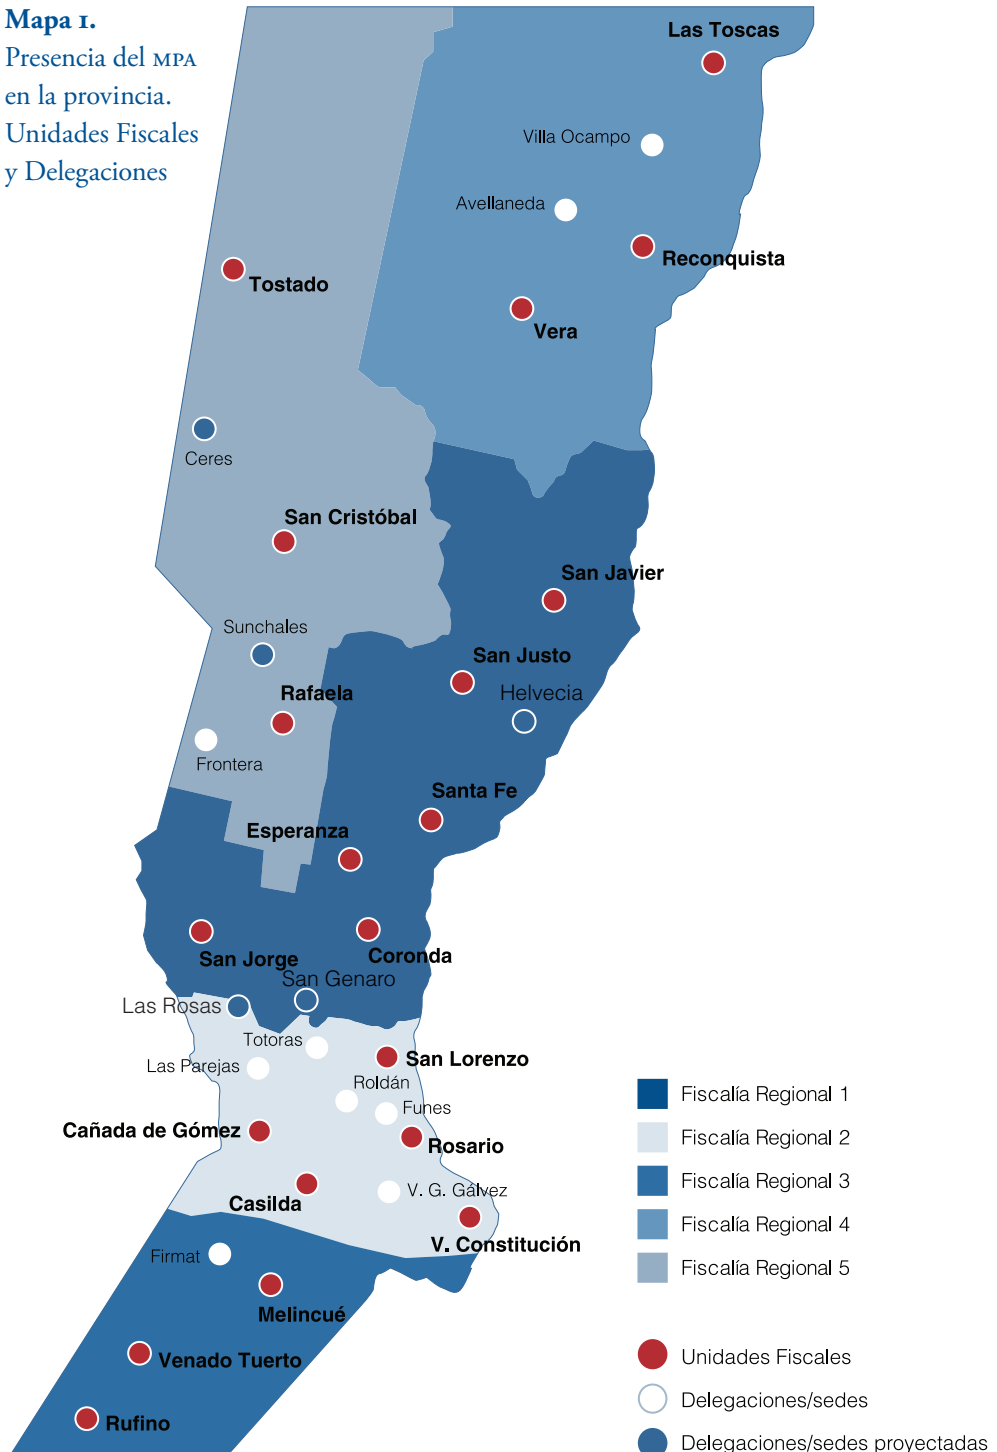 Mapa 1.
Presencia del MPA
en la provincia.
Unidades Fiscales
y Delegaciones
Las Toscas
Villa Ocampo
Avellaneda
Reconquista
Tostado
Vera
Ceres
San Cristóbal
San Javier
Sunchales
San Justo
Rafaela
Helvecia
Frontera
Santa Fe
Esperanza
San Jorge
Coronda
San Genaro
Las Rosas
Totoras
San Lorenzo
Las Parejas
Roldán
Funes
Cañada de Gómez
Rosario
V. G. Gálvez
Casilda
V. Constitución
Firmat
Melincué
Venado Tuerto
Rufino
Fiscalía Regional 1
Fiscalía Regional 2
Fiscalía Regional 3
Fiscalía Regional 4
Fiscalía Regional 5
Unidades Fiscales
Delegaciones/sedes
Delegaciones/sedes proyectadas